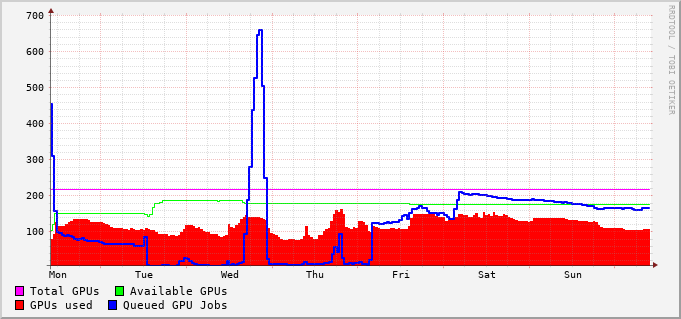 700
600
500
400
300
200
100
Mon Tue Wed Thu Fri Sat Sun
Total GPUs Available GPUs
GPUs used Queued GPU Jobs
RRDTOOL / TOBI OETIKER